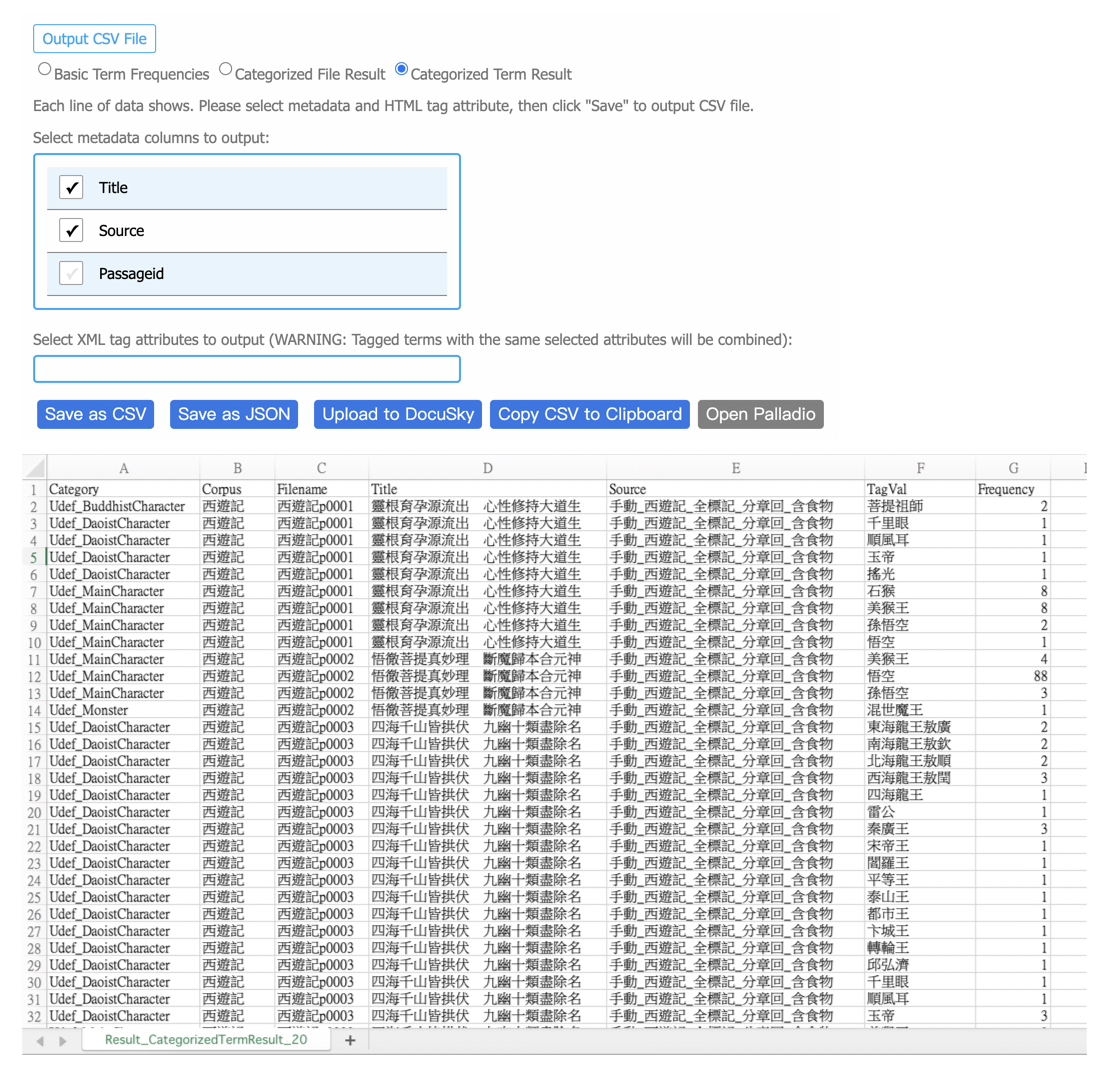 Output CSV File
Basic Term Frequencies Categorized File Result Categorized Term Result
Each line of data shows. Please select metadata and HTML tag attribute, then click "Save" to output CSV file.
Select metadata columns to output:
Title
Source
Passageid
Select XML tag attributes to output (WARNING: Tagged terms with the same selected attributes will be combined):
Save as CSV Save as JSON Upload to DocuSky Copy CSV to Clipboard Open Palladio
A B C D E F G
1 Category Corpus Filename Title Source TagVal Frequency
2 Udef_BuddhistCharacter 西遊記 西遊記p0001 靈根育孕源流出 心性修持大道生 手動_西遊記_全標記_分章回_含食物 菩提祖師 2
3 Udef_DaoistCharacter 西遊記 西遊記p0001 靈根育孕源流出 心性修持大道生 手動_西遊記_全標記_分章回_含食物 千里眼 1
4 Udef_DaoistCharacter 西遊記 西遊記p0001 靈根育孕源流出 心性修持大道生 手動_西遊記_全標記_分章回_含食物 順風耳 1
5 Udef_DaoistCharacter 西遊記 西遊記p0001 靈根育孕源流出 心性修持大道生 手動_西遊記_全標記_分章回_含食物 玉帝 1
6 Udef_DaoistCharacter 西遊記 西遊記p0001 靈根育孕源流出 心性修持大道生 手動_西遊記_全標記_分章回_含食物 搖光 1
7 Udef_MainCharacter 西遊記 西遊記p0001 靈根育孕源流出 心性修持大道生 手動_西遊記_全標記_分章回_含食物 石猴 8
8 Udef_MainCharacter 西遊記 西遊記p0001 靈根育孕源流出 心性修持大道生 手動_西遊記_全標記_分章回_含食物 美猴王 8
9 Udef_MainCharacter 西遊記 西遊記p0001 靈根育孕源流出 心性修持大道生 手動_西遊記_全標記_分章回_含食物 孫悟空 2
10 Udef_MainCharacter 西遊記 西遊記p0001 靈根育孕源流出 心性修持大道生 手動_西遊記_全標記_分章回_含食物 悟空 1
11 Udef_MainCharacter 西遊記 西遊記p0002 悟徹菩提真妙理 斷魔歸本合元神 手動_西遊記_全標記_分章回_含食物 美猴王 4
12 Udef_MainCharacter 西遊記 西遊記p0002 悟徹菩提真妙理 斷魔歸本合元神 手動_西遊記_全標記_分章回_含食物 悟空 88
13 Udef_MainCharacter 西遊記 西遊記p0002 悟徹菩提真妙理 斷魔歸本合元神 手動_西遊記_全標記_分章回_含食物 孫悟空 3
14 Udef_Monster 西遊記 西遊記p0002 悟徹菩提真妙理 斷魔歸本合元神 手動_西遊記_全標記_分章回_含食物 混世魔王 1
15 Udef_DaoistCharacter 西遊記 西遊記p0003 四海千山皆拱伏 九幽十類盡除名 手動_西遊記_全標記_分章回_含食物 東海龍王敖廣 2
16 Udef_DaoistCharacter 西遊記 西遊記p0003 四海千山皆拱伏 九幽十類盡除名 手動_西遊記_全標記_分章回_含食物 南海龍王敖欽 2
17 Udef_DaoistCharacter 西遊記 西遊記p0003 四海千山皆拱伏 九幽十類盡除名 手動_西遊記_全標記_分章回_含食物 北海龍王敖順 2
18 Udef_DaoistCharacter 西遊記 西遊記p0003 四海千山皆拱伏 九幽十類盡除名 手動_西遊記_全標記_分章回_含食物 西海龍王敖閏 3
19 Udef_DaoistCharacter 西遊記 西遊記p0003 四海千山皆拱伏 九幽十類盡除名 手動_西遊記_全標記_分章回_含食物 四海龍王 1
20 Udef_DaoistCharacter 西遊記 西遊記p0003 四海千山皆拱伏 九幽十類盡除名 手動_西遊記_全標記_分章回_含食物 雷公 1
21 Udef_DaoistCharacter 西遊記 西遊記p0003 四海千山皆拱伏 九幽十類盡除名 手動_西遊記_全標記_分章回_含食物 秦廣王 3
22 Udef_DaoistCharacter 西遊記 西遊記p0003 四海千山皆拱伏 九幽十類盡除名 手動_西遊記_全標記_分章回_含食物 宋帝王 1
23 Udef_DaoistCharacter 西遊記 西遊記p0003 四海千山皆拱伏 九幽十類盡除名 手動_西遊記_全標記_分章回_含食物 閻羅王 1
24 Udef_DaoistCharacter 西遊記 西遊記p0003 四海千山皆拱伏 九幽十類盡除名 手動_西遊記_全標記_分章回_含食物 平等王 1
25 Udef_DaoistCharacter 西遊記 西遊記p0003 四海千山皆拱伏 九幽十類盡除名 手動_西遊記_全標記_分章回_含食物 泰山王 1
26 Udef_DaoistCharacter 西遊記 西遊記p0003 四海千山皆拱伏 九幽十類盡除名 手動_西遊記_全標記_分章回_含食物 都市王 1
27 Udef_DaoistCharacter 西遊記 西遊記p0003 四海千山皆拱伏 九幽十類盡除名 手動_西遊記_全標記_分章回_含食物 卞城王 1
28 Udef_DaoistCharacter 西遊記 西遊記p0003 四海千山皆拱伏 九幽十類盡除名 手動_西遊記_全標記_分章回_含食物 轉輪王 1
29 Udef_DaoistCharacter 西遊記 西遊記p0003 四海千山皆拱伏 九幽十類盡除名 手動_西遊記_全標記_分章回_含食物 邱弘濟 1
30 Udef_DaoistCharacter 西遊記 西遊記p0003 四海千山皆拱伏 九幽十類盡除名 手動_西遊記_全標記_分章回_含食物 千里眼 1
31 Udef_DaoistCharacter 西遊記 西遊記p0003 四海千山皆拱伏 九幽十類盡除名 手動_西遊記_全標記_分章回_含食物 順風耳 1
32 Udef_DaoistCharacter 西遊記 西遊記p0003 四海千山皆拱伏 九幽十類盡除名 手動_西遊記_全標記_分章回_含食物 玉帝 3
Result_CategorizedTermResult_20 +